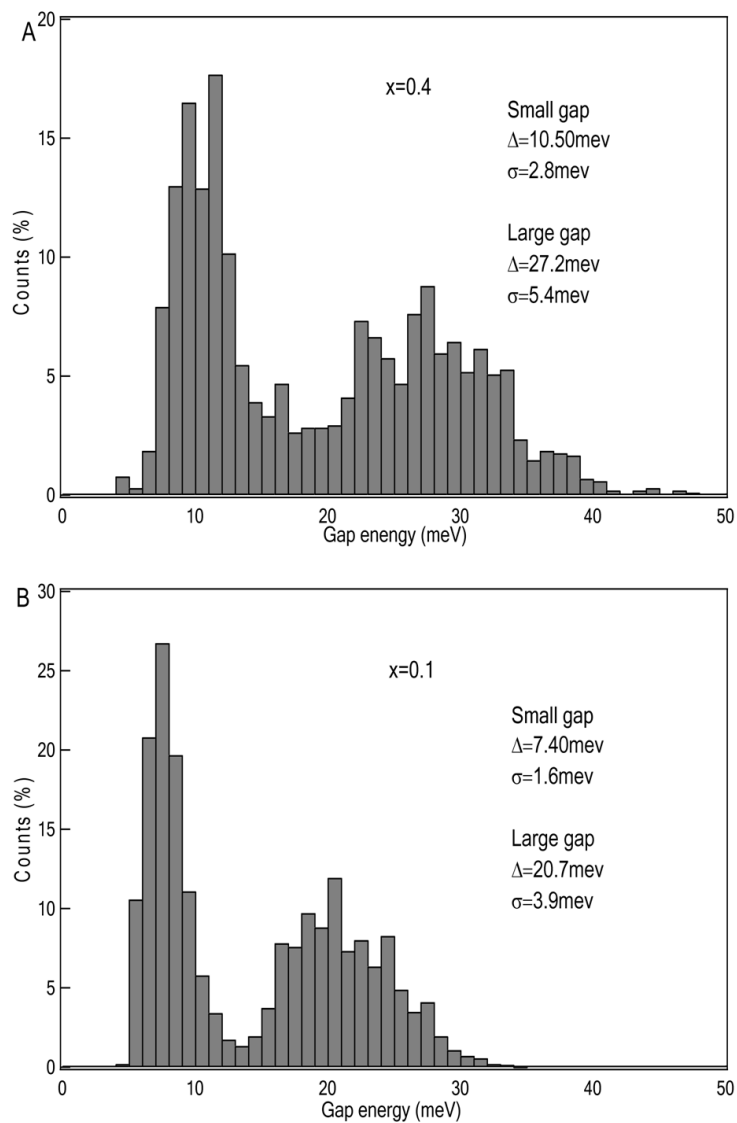 A
20
15
10
5
0
Counts (%)
x=0.4
Small gap
Δ=10.50mev
σ=2.8mev
Large gap
Δ=27.2mev
σ=5.4mev
0 10 20 30 40 50
Gap energy (meV)
B
30
25
20
15
10
5
0
Counts (%)
x=0.1
Small gap
Δ=7.40mev
σ=1.6mev
Large gap
Δ=20.7mev
σ=3.9mev
0 10 20 30 40 50
Gap energy (meV)